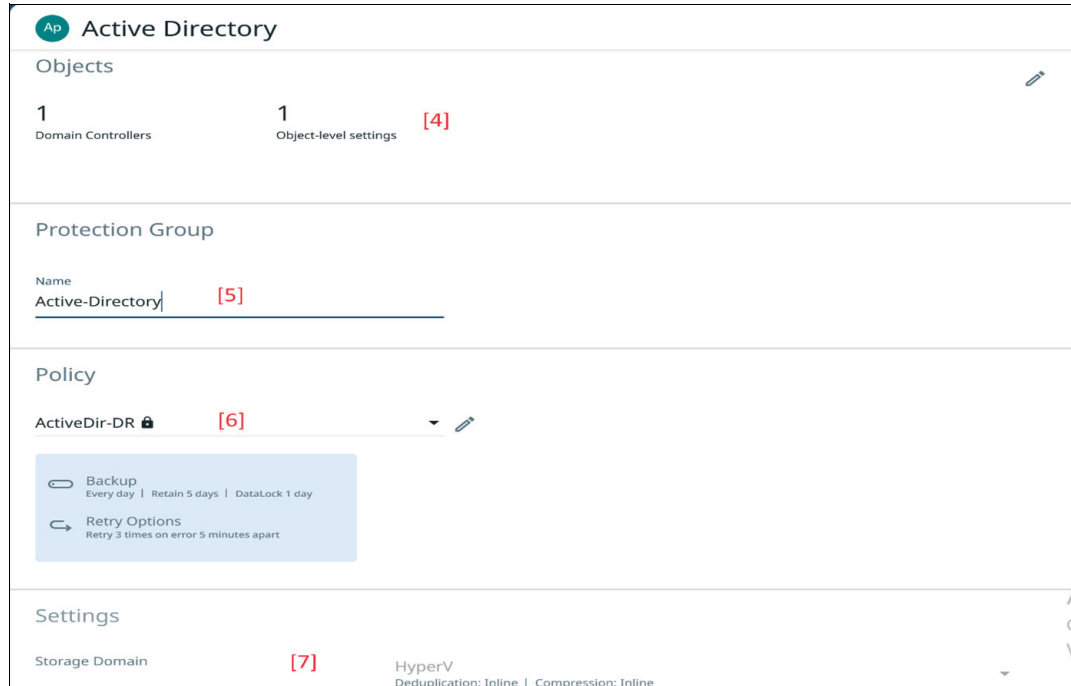 Ap Active Directory
Objects
1 1 [4]
Domain Controllers Object-level settings
Protection Group
Name
Active-Directory [5]
Policy
ActiveDir-DR [6]
Backup
Every day | Retain 5 days | DataLock 1 day
Retry Options
Retry 3 times on error 5 minutes apart
Settings
Storage Domain [7] HyperV
Deduplication: Inline | Compression: Inline